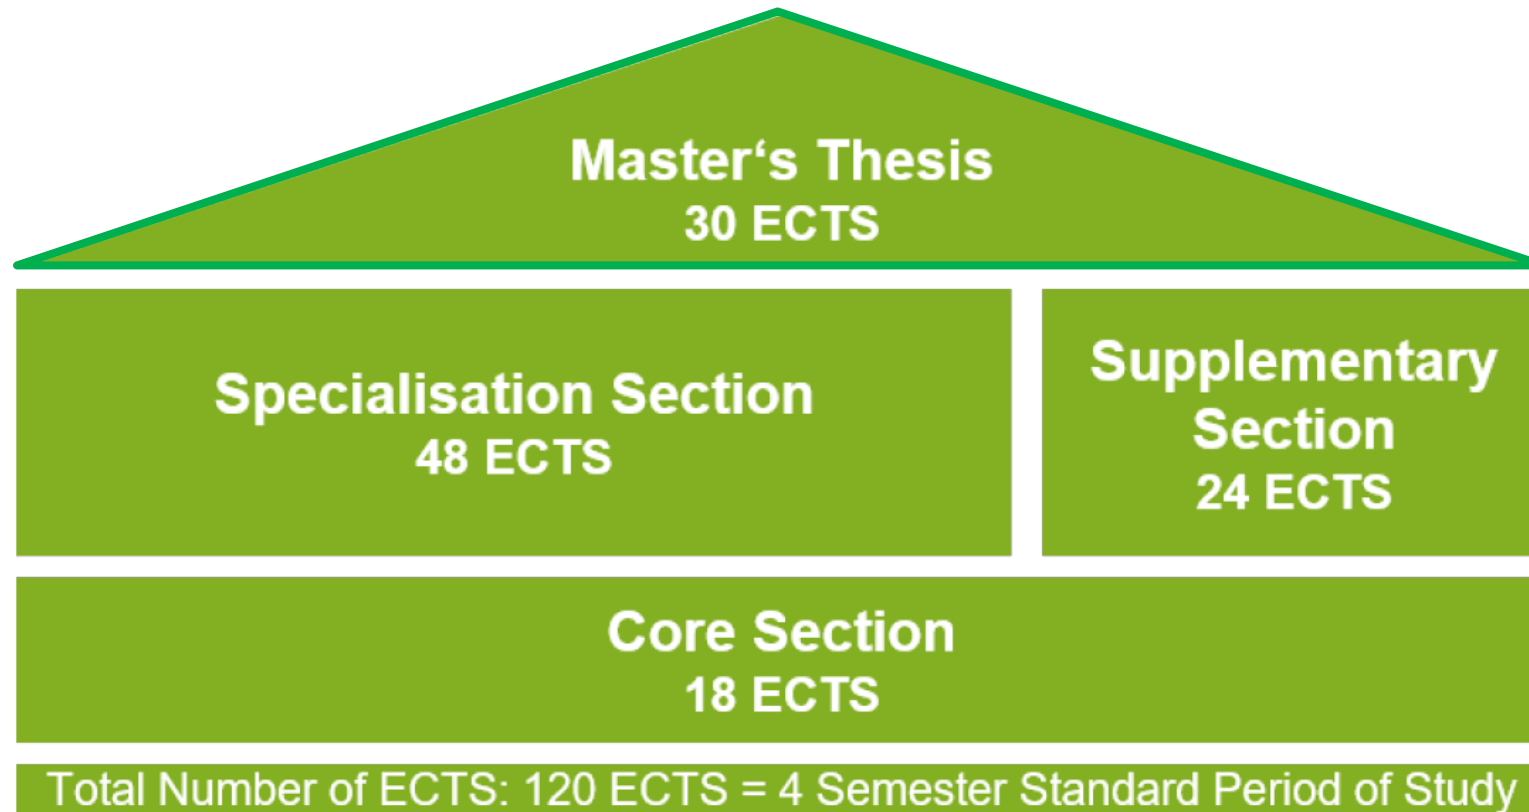 Master‘s Thesis
30 ECTS
Specialisation Section
48 ECTS
Supplementary
Section
24 ECTS
Core Section
18 ECTS
Total Number of ECTS: 120 ECTS = 4 Semester Standard Period of Study